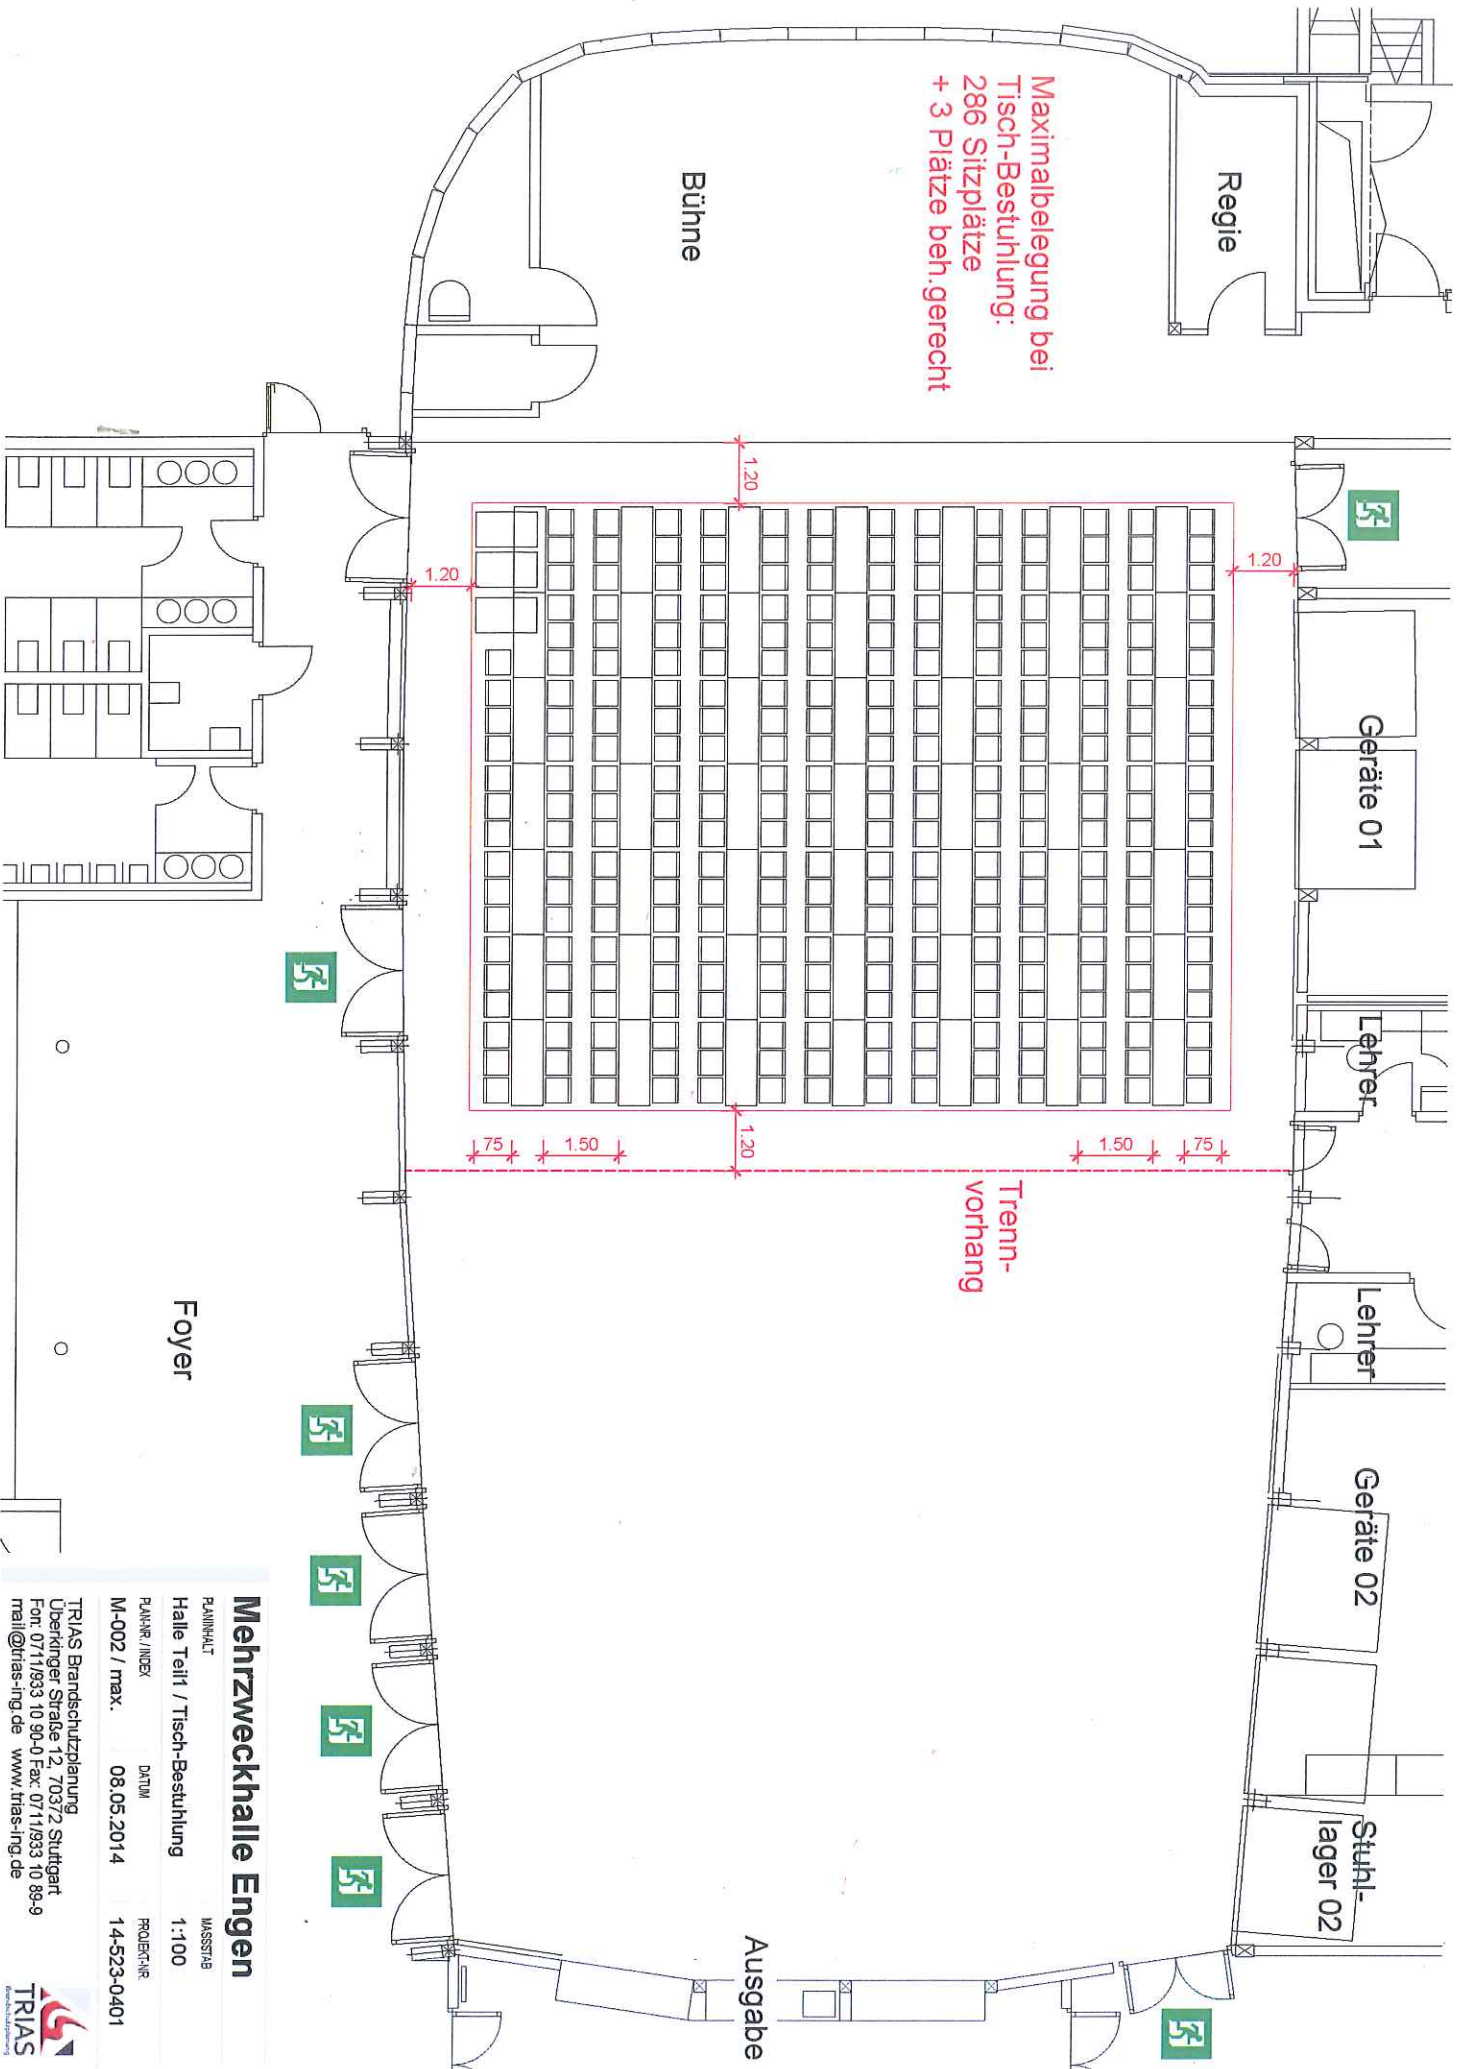 Maximalbelegung bei
Tisch-Bestuhlung:
286 Sitzplätze
+ 3 Plätze beh.gerecht
Regie
Bühne
1.20
1.20
1.20
Geräte 01
Lehrer
1.20
75
1.50
1.50
75
Trenn-
vorhang
Lehrer
Geräte 02
Stuhl-
lager 02
Foyer
Ausgabe
Mehrzweckhalle Engen
PLANINHALT
MASSSTAB
Halle Teil1 / Tisch-Bestuhlung
1:100
PLAN-NR. / INDEX
DATUM
PROJEKT-NR.
M-002 / max.
08.05.2014
14-523-0401
TRIAS Brandschutzplanung
Überkinger Straße 12, 70372 Stuttgart
Fon: 0711/933 10 90-0 Fax: 0711/933 10 89-9
mail@trias-ing.de www.trias-ing.de
TRIAS
Brandschutzplanung